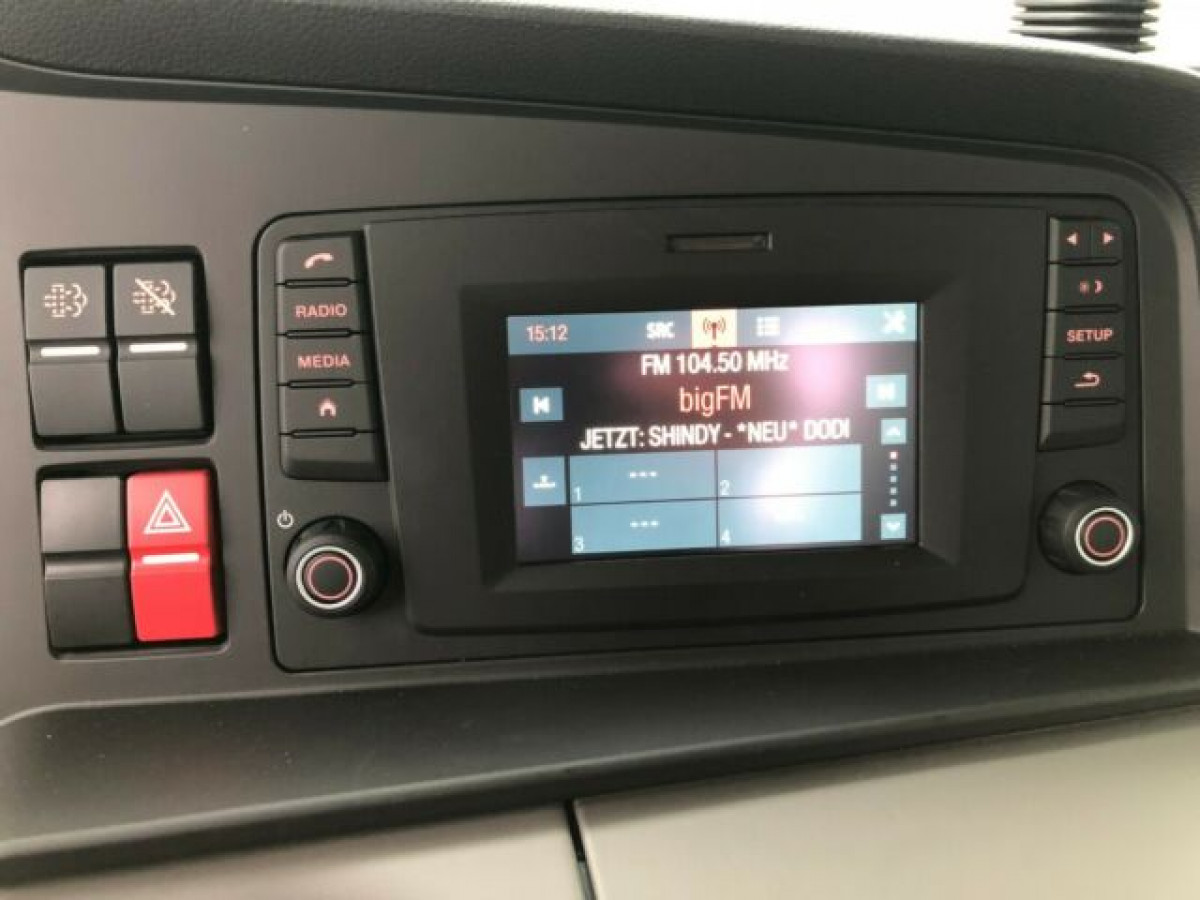 RADIO
MEDIA
15:12 SRC
FM 104.50 MHz
bigFM
JETZT: SHINDY - *NEU* DODI
--- 
1 2
---
3 4
SETUP